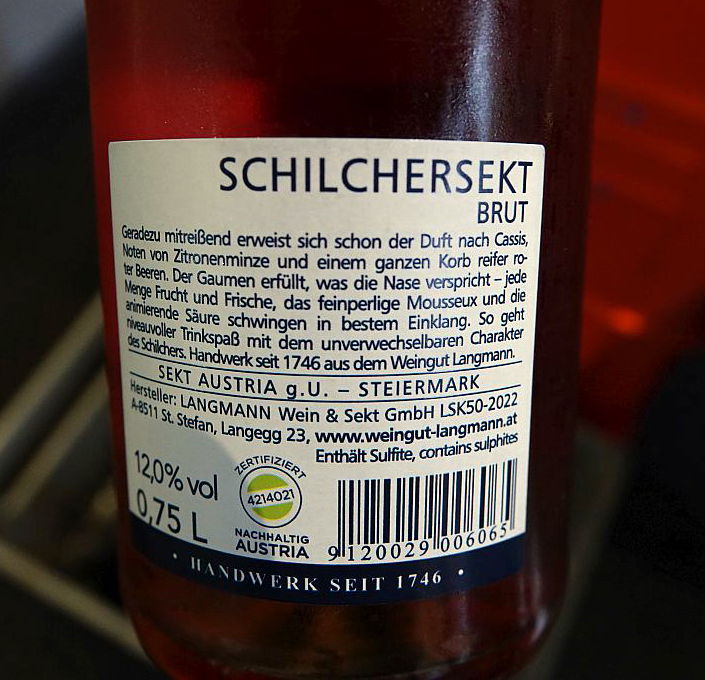 SCHILCHERSEKT
BRUT
Geradezu mitreißend erweist sich schon der Duft nach Cassis,
Noten von Zitronenminze und einem ganzen Korb reifer ro-
ter Beeren. Der Gaumen erfüllt, was die Nase verspricht – jede
Menge Frucht und Frische, das feinperlige Mousseux und die
animierende Säure schwingen in bestem Einklang. So geht
niveauvoller Trinkspaß mit dem unverwechselbaren Charakter
des Schilchers. Handwerk seit 1746 aus dem Weingut Langmann.
SEKT AUSTRIA g.U. – STEIERMARK
Hersteller: LANGMANN Wein & Sekt GmbH LSK50-2022
A-8511 St. Stefan, Langegg 23, www.weingut-langmann.at
Enthält Sulfite, contains sulphites
12,0% vol
0,75 L
ZERTIFIZIERT
4214021
NACHHALTIG
AUSTRIA
9 120029 006065
• HANDWERK SEIT 1746 •